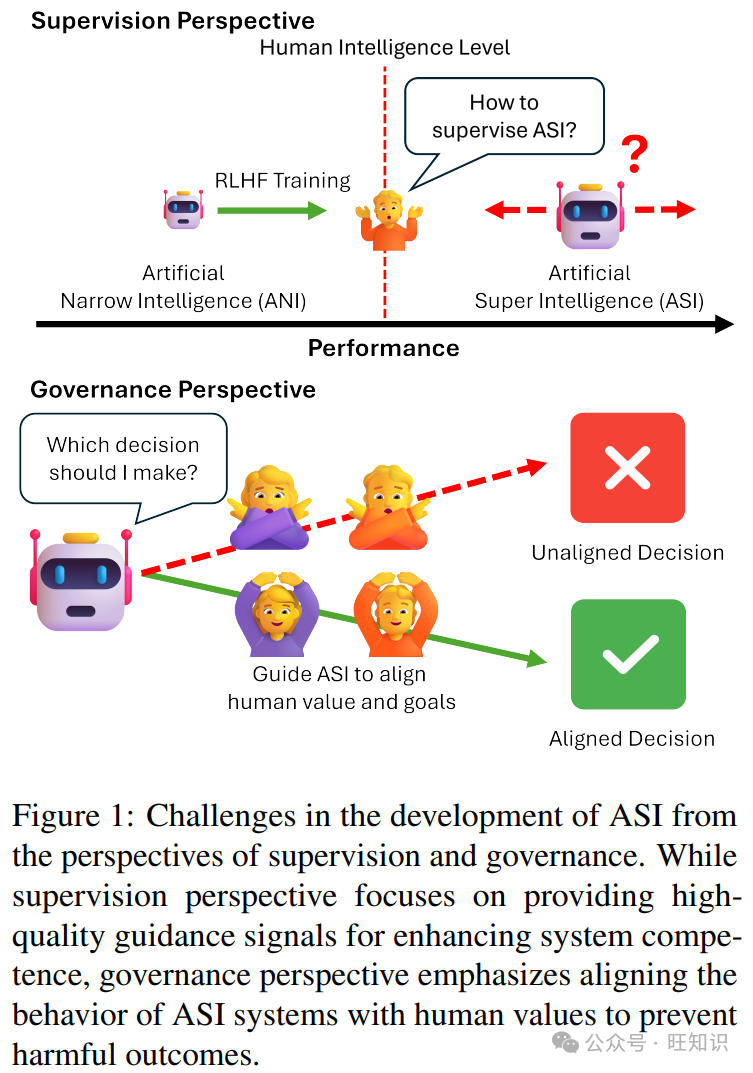 Supervision Perspective
Human Intelligence Level
How to
supervise ASI?
?
RLHF Training
Artificial
Narrow Intelligence (ANI)
Artificial
Super Intelligence (ASI)
Performance
Governance Perspective
Which decision
should I make?
Unaligned Decision
Guide ASI to align
human value and goals
Aligned Decision
Figure 1: Challenges in the development of ASI from
the perspectives of supervision and governance. While
supervision perspective focuses on providing high-
quality guidance signals for enhancing system compe-
tence, governance perspective emphasizes aligning the
behavior of ASI systems with human values to prevent
harmful outcomes.
公众号 · 旺知识